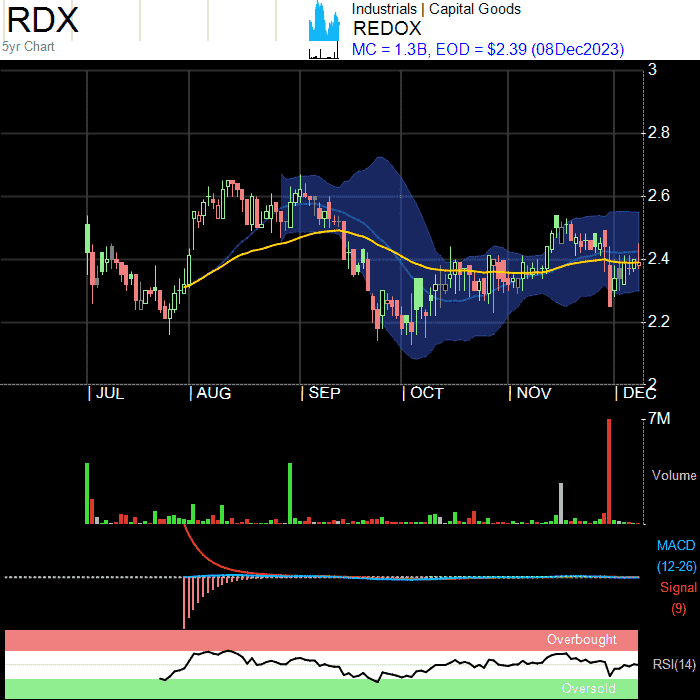 RDX
5yr Chart
Industrials | Capital Goods
REDOX
MC = 1.3B, EOD = $2.39 (08Dec2023)
3
2.8
2.6
2.4
2.2
2
| JUL | AUG | SEP | OCT | NOV | DEC
7M
Volume
MACD
(12-26)
Signal
(9)
Overbought
RSI(14)
Oversold